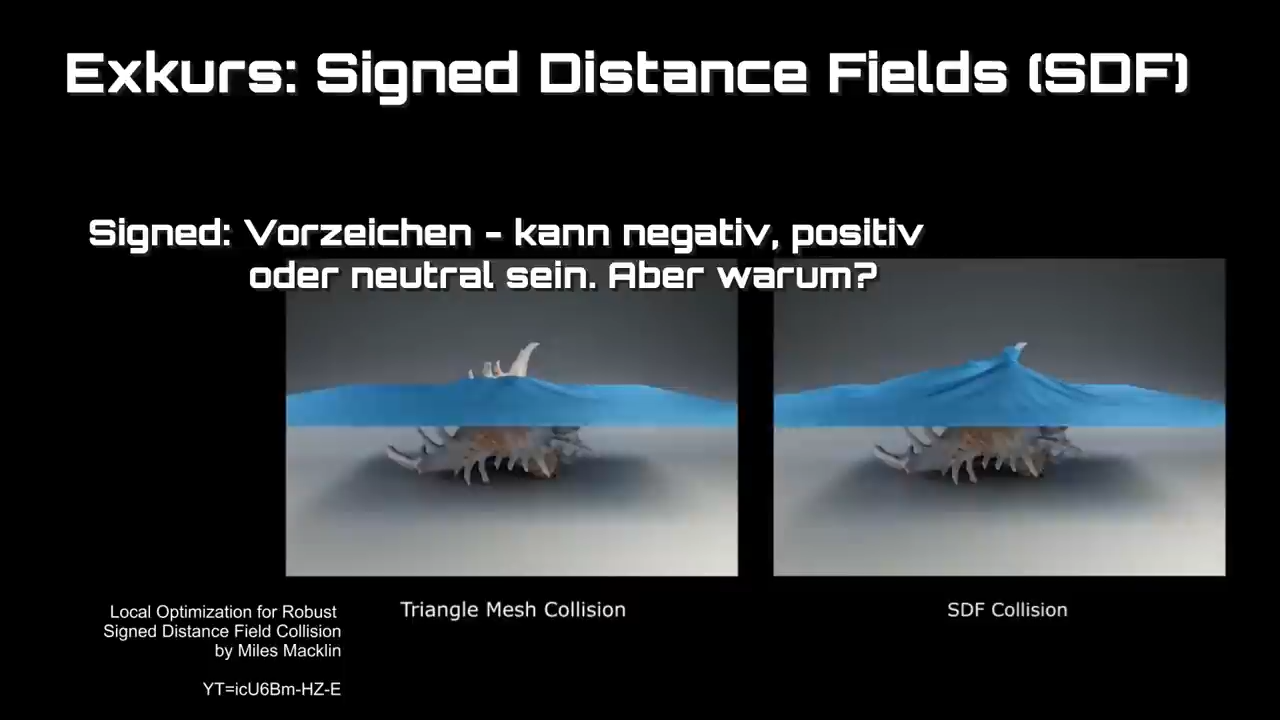 Exkurs: Signed Distance Fields (SDF)
Signed: Vorzeichen - kann negativ, positiv
oder neutral sein. Aber warum?
Triangle Mesh Collision
SDF Collision
Local Optimization for Robust
Signed Distance Field Collision
by Miles Macklin
YT=icU6Bm-HZ-E